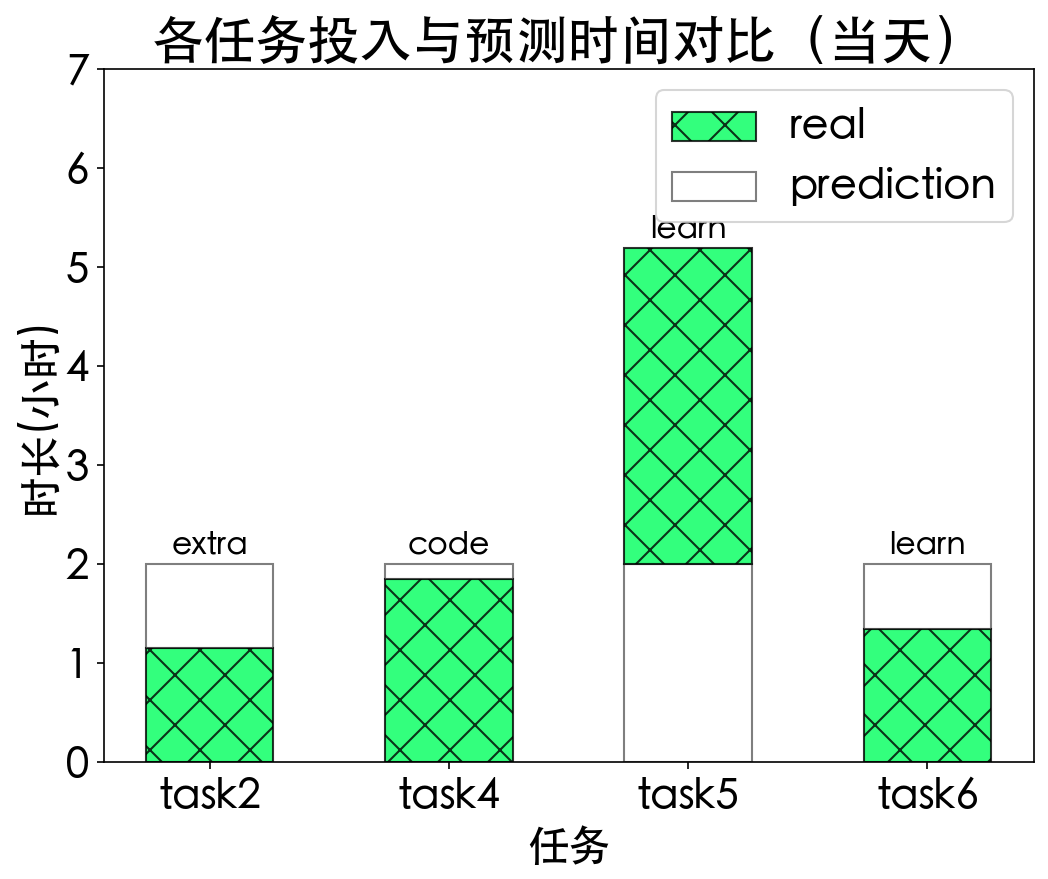 各任务投入与预测时间对比（当天）
real
prediction
时长(小时)
7
6
5
4
3
2
1
0
extra
code
learn
learn
task2
task4
task5
task6
任务